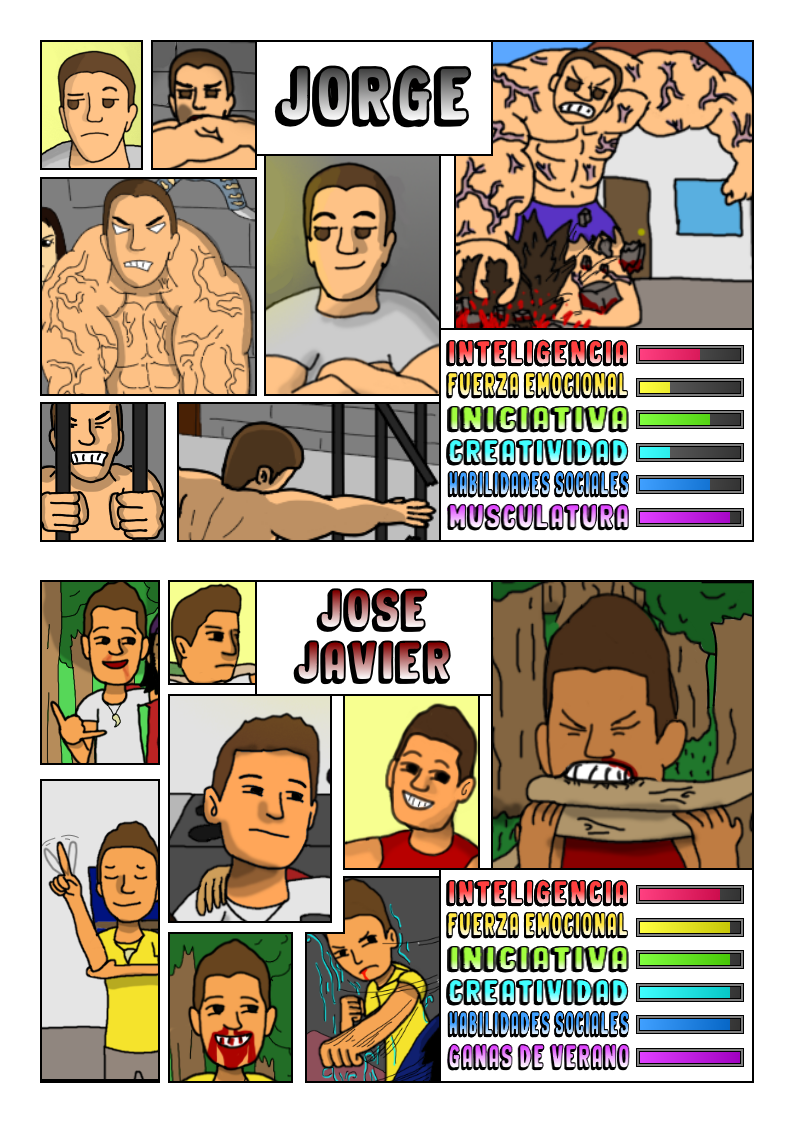 JORGE
INTELIGENCIA
FUERZA EMOCIONAL
INICIATIVA
CREATIVIDAD
HABILIDADES SOCIALES
MUSCULATURA
JOSE
JAVIER
INTELIGENCIA
FUERZA EMOCIONAL
INICIATIVA
CREATIVIDAD
HABILIDADES SOCIALES
GANAS DE VERANO